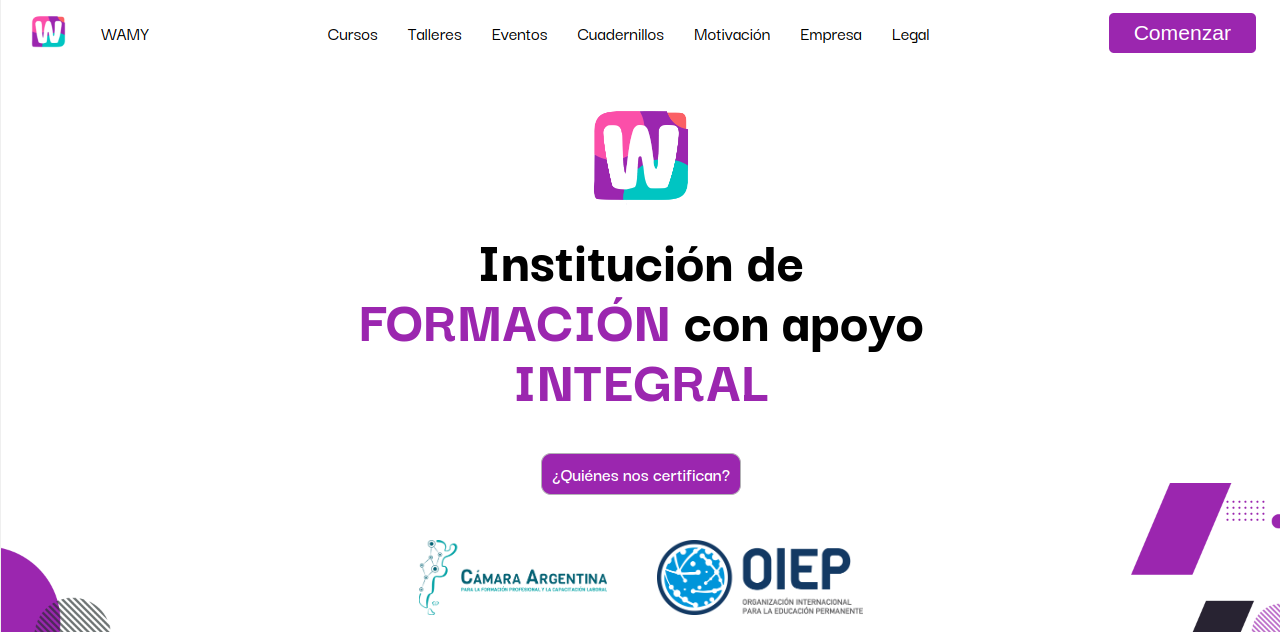 W WAMY Cursos Talleres Eventos Cuadernillos Motivación Empresa Legal Comenzar
W
Institución de
FORMACIÓN con apoyo
INTEGRAL
¿Quiénes nos certifican?
CÁMARA ARGENTINA
PARA LA FORMACIÓN PROFESIONAL Y LA CAPACITACIÓN LABORAL
OIEP
ORGANIZACIÓN INTERNACIONAL
PARA LA EDUCACIÓN PERMANENTE